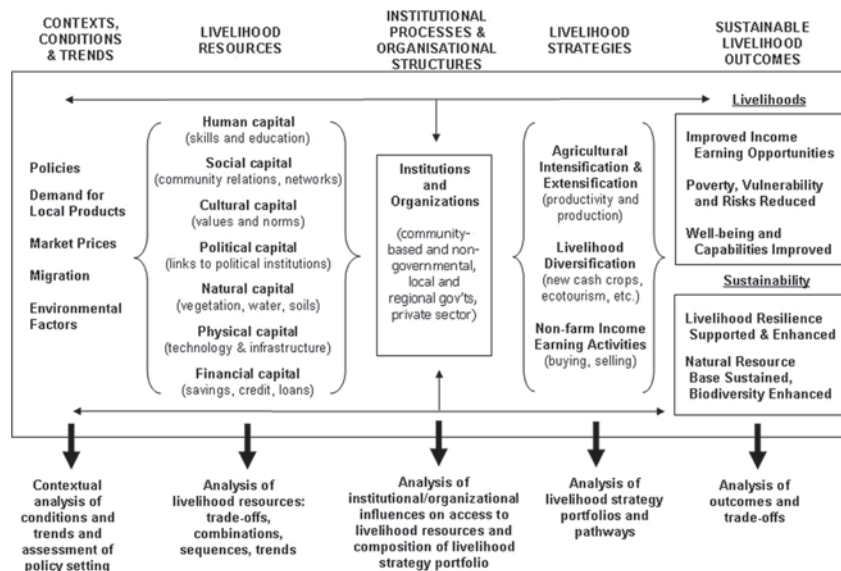 CONTEXTS,
CONDITIONS
& TRENDS
LIVELIHOOD
RESOURCES
INSTITUTIONAL
PROCESSES &
ORGANISATIONAL
STRUCTURES
LIVELIHOOD
STRATEGIES
SUSTAINABLE
LIVELIHOOD
OUTCOMES
Policies
Demand for
Local Products
Market Prices
Migration
Environmental
Factors
Human capital
(skills and education)
Social capital
(community relations, networks)
Cultural capital
(values and norms)
Political capital
(links to political institutions)
Natural capital
(vegetation, water, soils)
Physical capital
(technology & infrastructure)
Financial capital
(savings, credit, loans)
Institutions
and
Organizations
(community-
based and non-
governmental,
local and
regional gov'ts,
private sector)
Agricultural
Intensification &
Extensification
(productivity and
production)
Livelihood
Diversification
(new cash crops,
ecotourism, etc.)
Non-farm Income
Earning Activities
(buying, selling)
Livelihoods
Improved Income
Earning Opportunities
Poverty, Vulnerability
and Risks Reduced
Well-being and
Capabilities Improved
Sustainability
Livelihood Resilience
Supported & Enhanced
Natural Resource
Base Sustained,
Biodiversity Enhanced
Contextual
analysis of
conditions and
trends and
assessment of
policy setting
Analysis of
livelihood resources:
trade-offs,
combinations,
sequences, trends
Analysis of
institutional/organizational
influences on access to
livelihood resources and
composition of livelihood
strategy portfolio
Analysis of
livelihood strategy
portfolios and
pathways
Analysis of
outcomes and
trade-offs